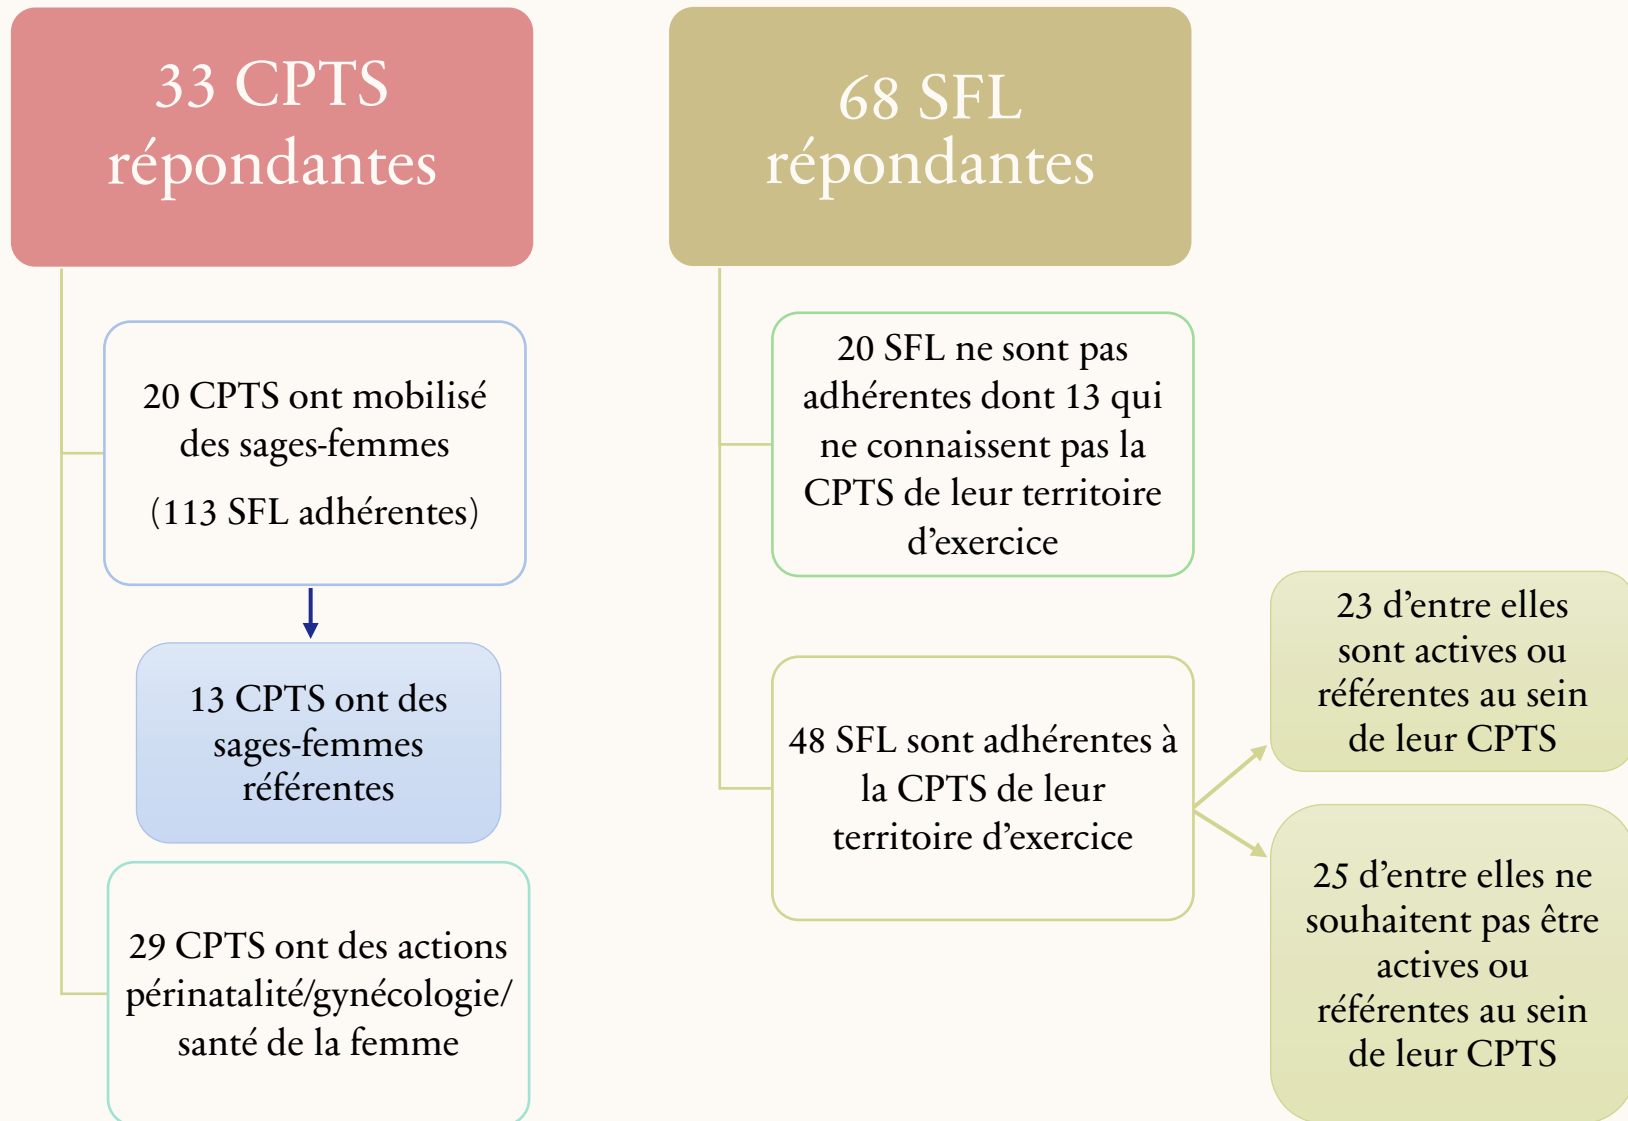 33 CPTS
répondantes
20 CPTS ont mobilisé
des sages-femmes
(113 SFL adhérentes)
13 CPTS ont des
sages-femmes
référentes
29 CPTS ont des actions
périnatalité/gynécologie/
santé de la femme
68 SFL
répondantes
20 SFL ne sont pas
adhérentes dont 13 qui
ne connaissent pas la
CPTS de leur territoire
d’exercice
48 SFL sont adhérentes à
la CPTS de leur
territoire d’exercice
23 d’entre elles
sont actives ou
référentes au sein
de leur CPTS
25 d’entre elles ne
souhaitent pas être
actives ou
référentes au sein
de leur CPTS